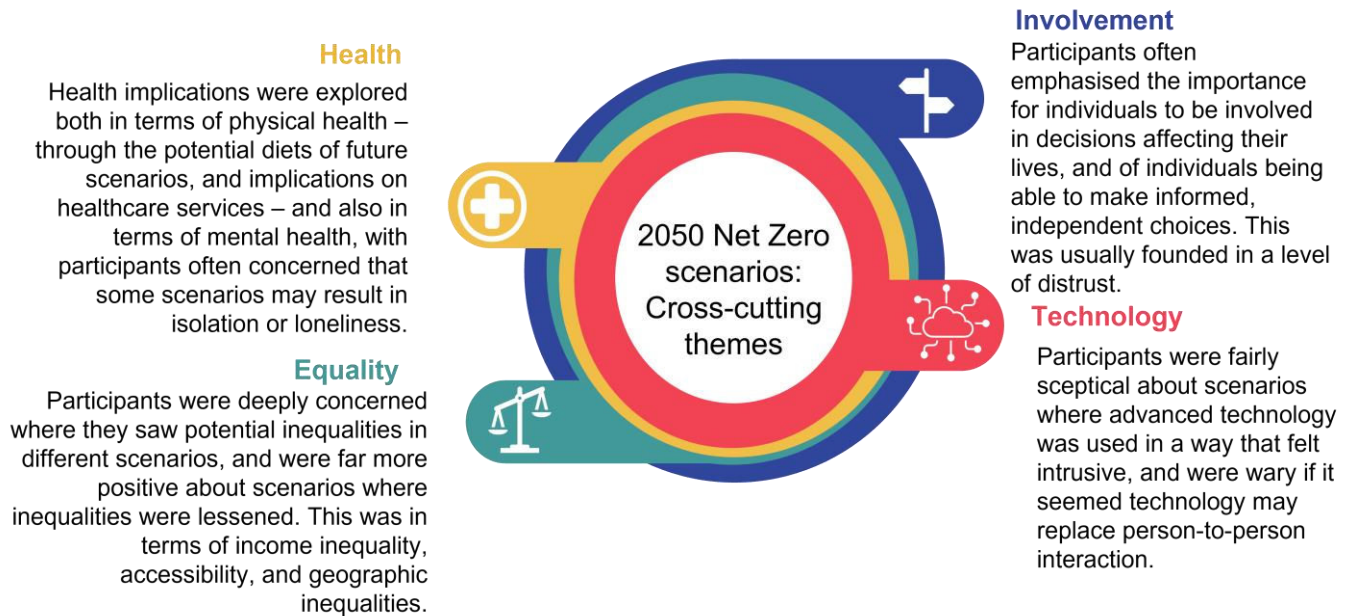 Health
Health implications were explored
both in terms of physical health –
through the potential diets of future
scenarios, and implications on
healthcare services – and also in
terms of mental health, with
participants often concerned that
some scenarios may result in
isolation or loneliness.
Equality
Participants were deeply concerned
where they saw potential inequalities in
different scenarios, and were far more
positive about scenarios where
inequalities were lessened. This was in
terms of income inequality,
accessibility, and geographic
inequalities.
2050 Net Zero
scenarios:
Cross-cutting
themes
Involvement
Participants often
emphasised the importance
for individuals to be involved
in decisions affecting their
lives, and of individuals being
able to make informed,
independent choices. This
was usually founded in a level
of distrust.
Technology
Participants were fairly
sceptical about scenarios
where advanced technology
was used in a way that felt
intrusive, and were wary if it
seemed technology may
replace person-to-person
interaction.